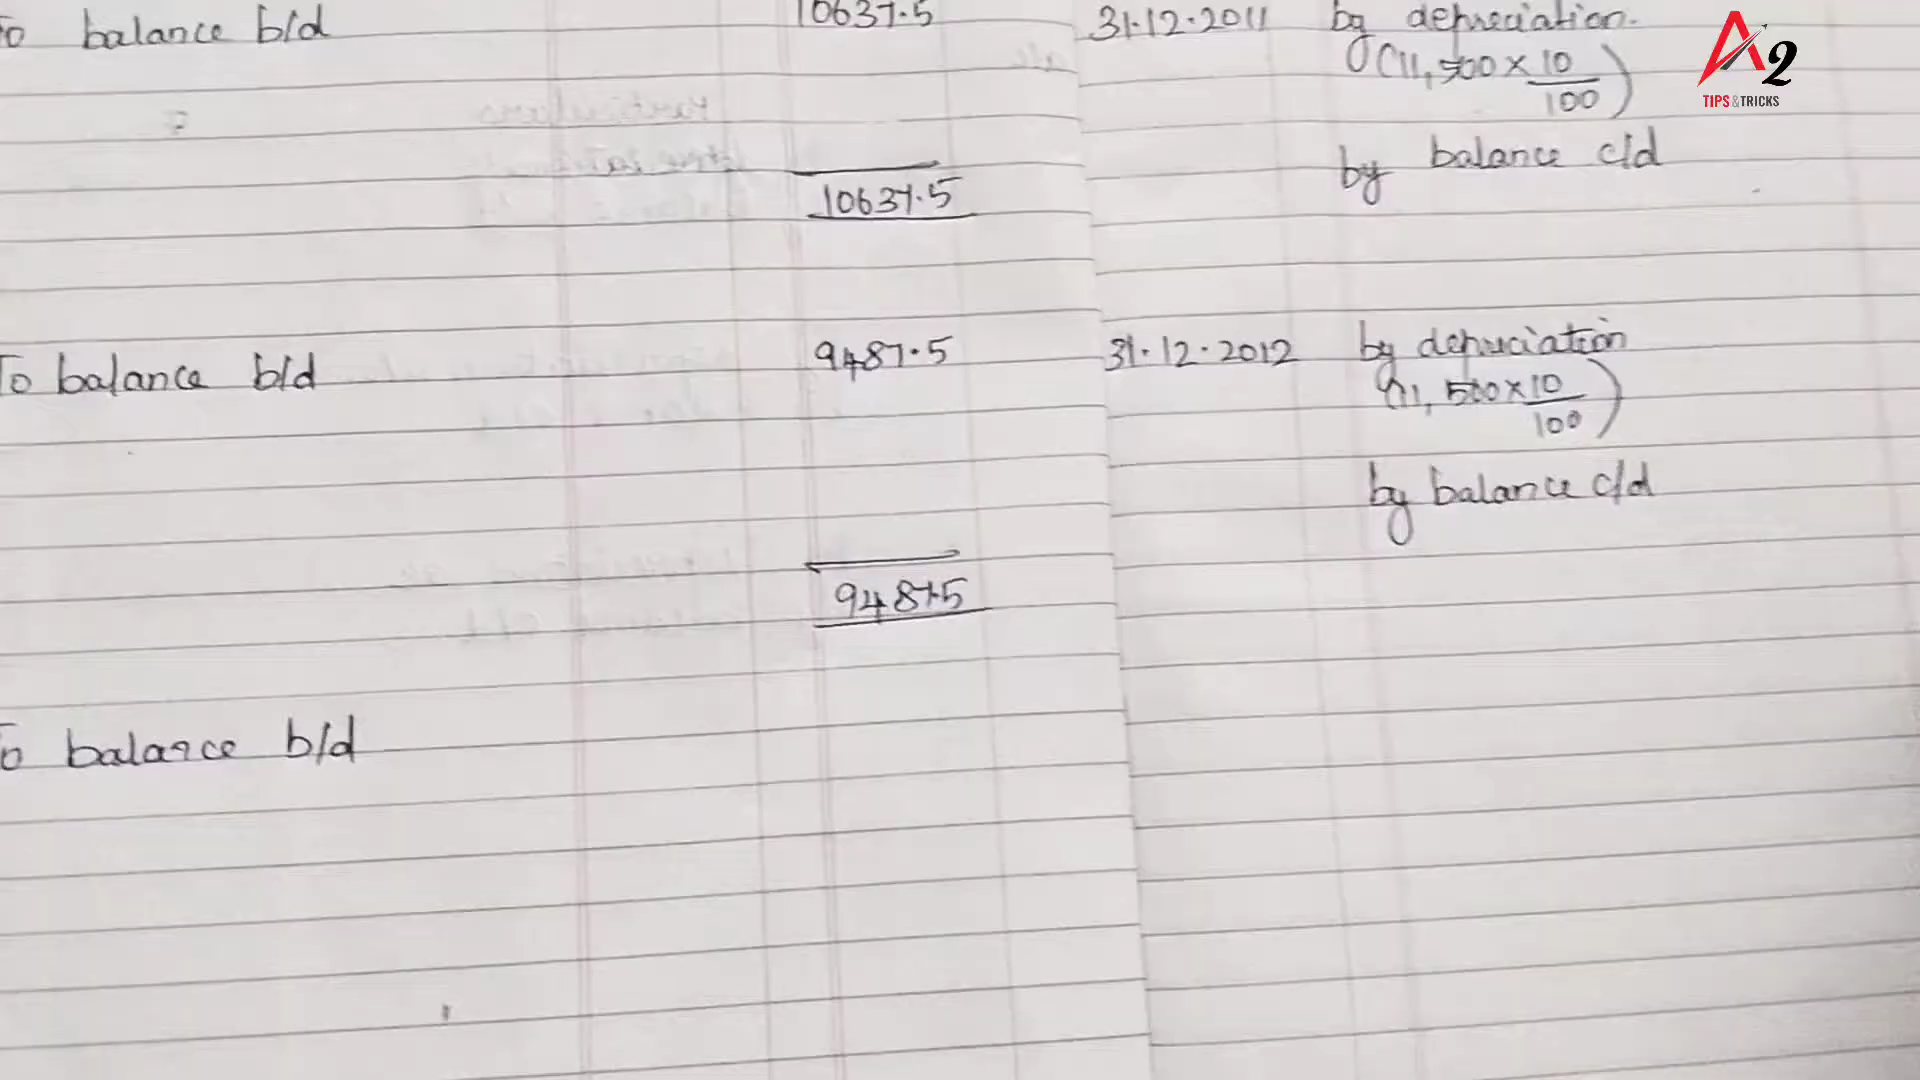 To balance b/d 10637.5 31.12.2011 by depreciation.
(11,500 × 10/100)
by balance c/d
10637.5
To balance b/d 9487.5 31.12.2012 by depreciation
(11,500 × 10/100)
by balance c/d
9487.5
To balance b/d
A2
TIPS&TRICKS